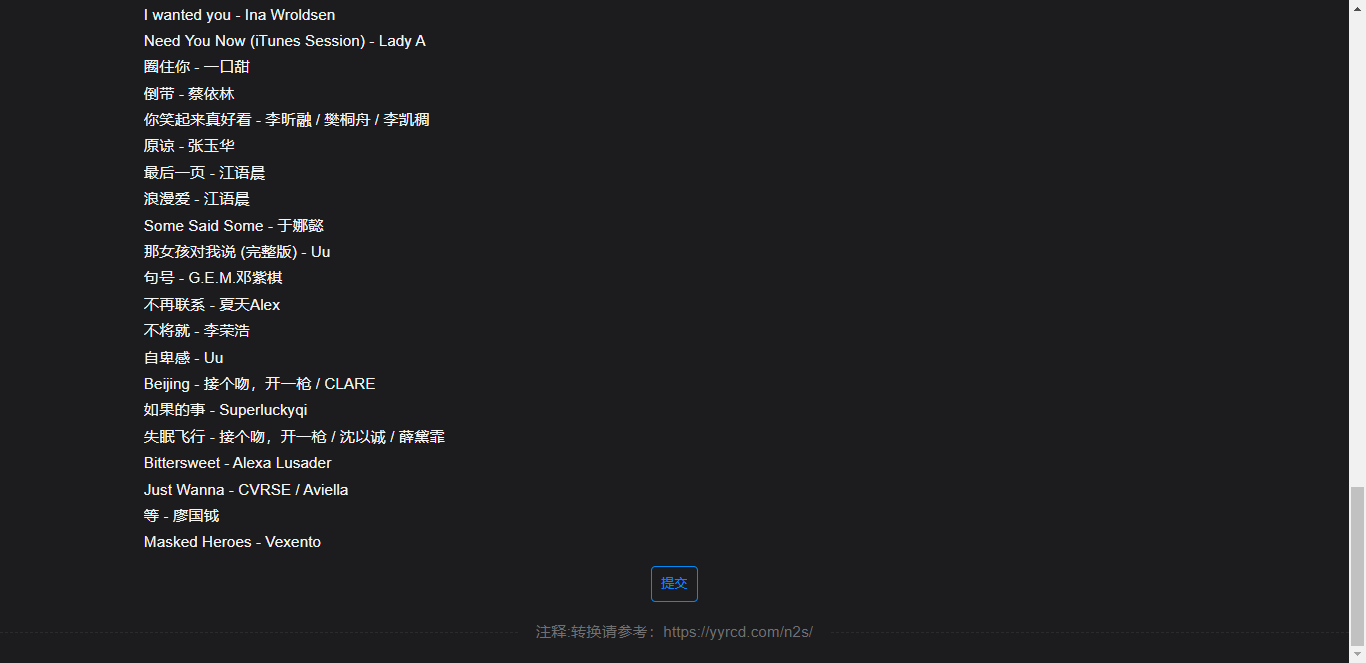 I wanted you - Ina Wroldsen
Need You Now (iTunes Session) - Lady A
圈住你 - 一口甜
倒带 - 蔡依林
你笑起来真好看 - 李昕融 / 樊桐舟 / 李凯稠
原谅 - 张玉华
最后一页 - 江语晨
浪漫爱 - 江语晨
Some Said Some - 于娜懿
那女孩对我说 (完整版) - Uu
句号 - G.E.M.邓紫棋
不再联系 - 夏天Alex
不将就 - 李荣浩
自卑感 - Uu
Beijing - 接个吻，开一枪 / CLARE
如果的事 - Superluckyqi
失眠飞行 - 接个吻，开一枪 / 沈以诚 / 薛黛霏
Bittersweet - Alexa Lusader
Just Wanna - CVRSE / Aviella
等 - 廖国钺
Masked Heroes - Vexento
提交
注释:转换请参考：https://yyrcd.com/n2s/